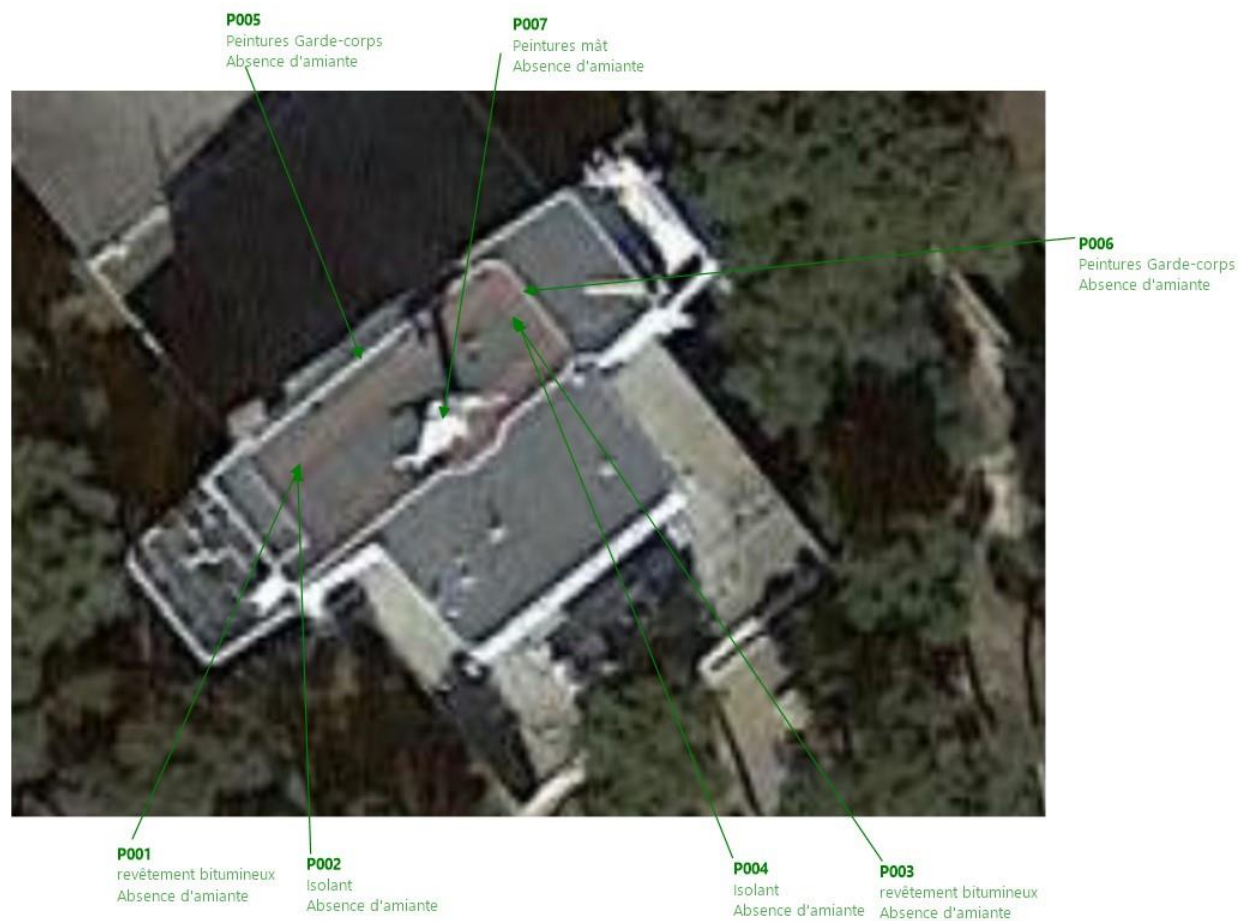 P005
Peintures Garde-corps
Absence d'amiante
P007
Peintures mât
Absence d'amiante
P006
Peintures Garde-corps
Absence d'amiante
P001
revêtement bitumineux
Absence d'amiante
P002
Isolant
Absence d'amiante
P004
Isolant
Absence d'amiante
P003
revêtement bitumineux
Absence d'amiante